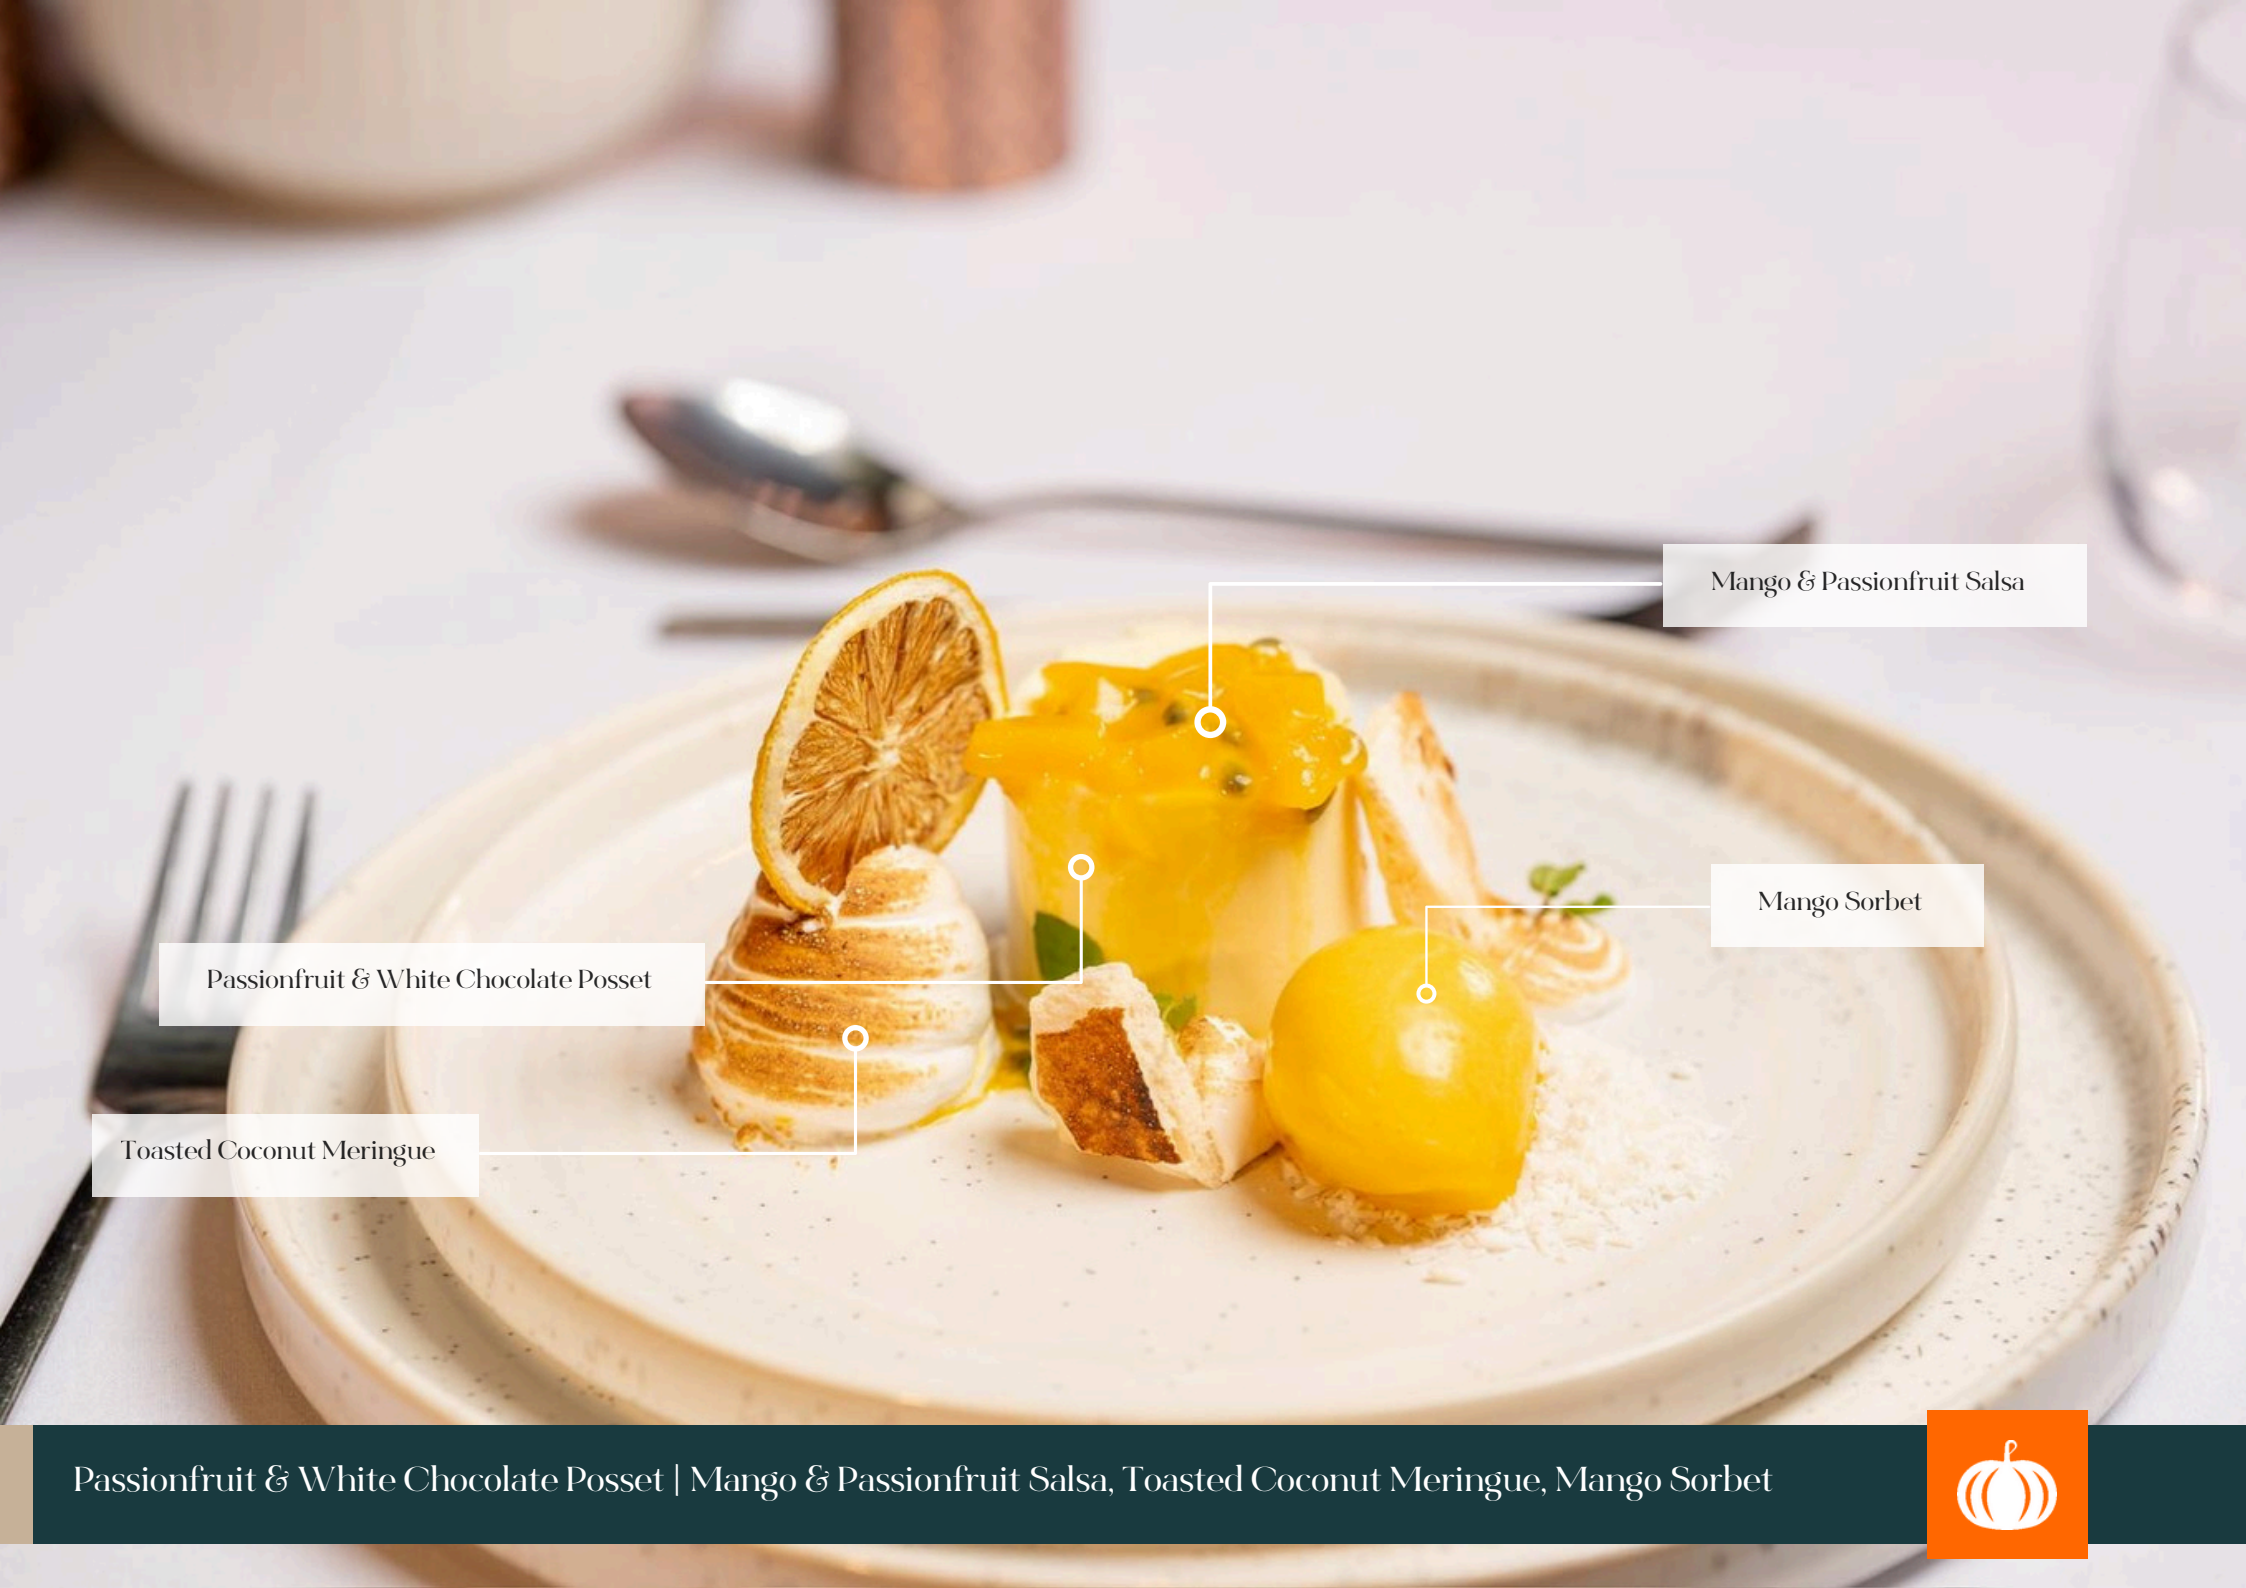 Mango & Passionfruit Salsa
Mango Sorbet
Passionfruit & White Chocolate Posset
Toasted Coconut Meringue
Passionfruit & White Chocolate Posset | Mango & Passionfruit Salsa, Toasted Coconut Meringue, Mango Sorbet